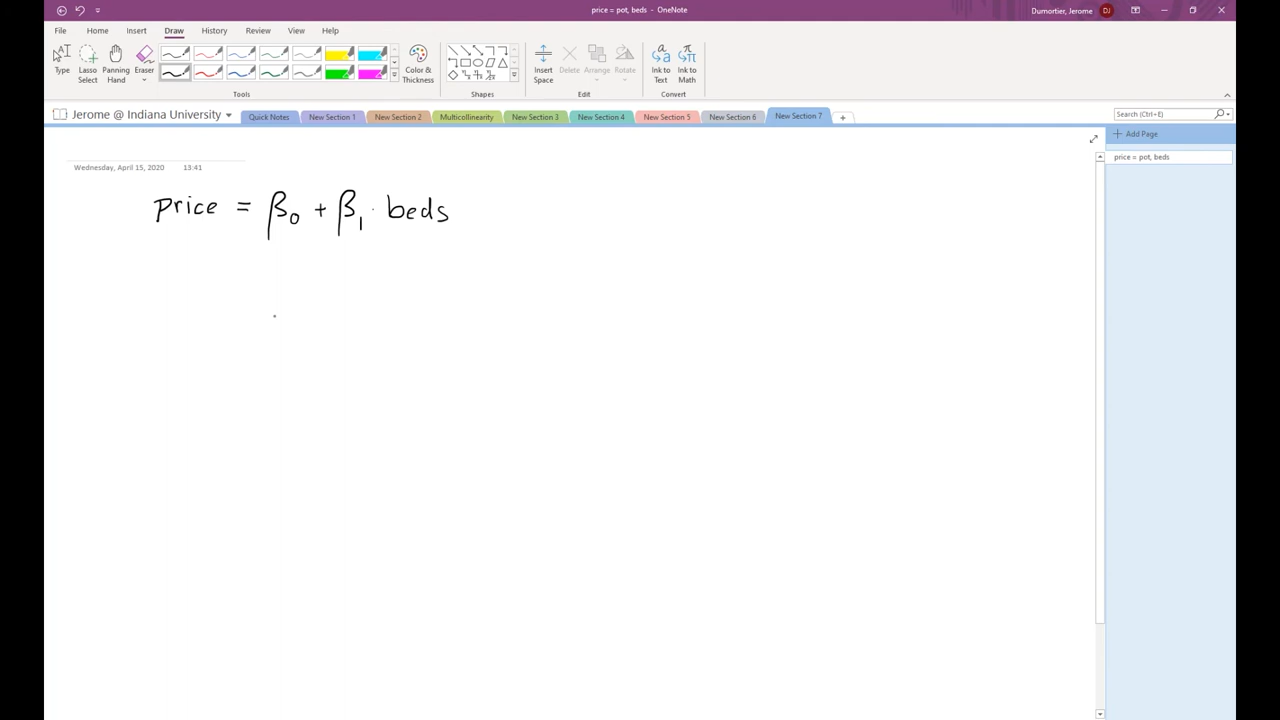 price = pot, beds - OneNote
Dumortier, Jerome DJ
File Home Insert Draw History Review View Help
Type Lasso Select Panning Hand Eraser Color & Thickness Insert Space Delete Arrange Rotate Ink to Text Ink to Math
Tools Shapes Edit Convert
Jerome @ Indiana University Quick Notes New Section 1 New Section 2 Multicollinearity New Section 3 New Section 4 New Section 5 New Section 6 New Section 7 Search (Ctrl+E)
Add Page
price = pot, beds
Wednesday, April 15, 2020 13:41
price = β₀ + β₁ · beds